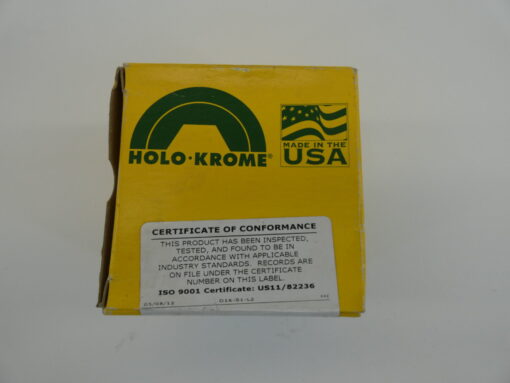 HOLO·KROME®
MADE IN THE
USA
CERTIFICATE OF CONFORMANCE
THIS PRODUCT HAS BEEN INSPECTED,
TESTED, AND FOUND TO BE IN
ACCORDANCE WITH APPLICABLE
INDUSTRY STANDARDS. RECORDS ARE
ON FILE UNDER THE CERTIFICATE
NUMBER ON THIS LABEL.
ISO 9001 Certificate: US11/82236